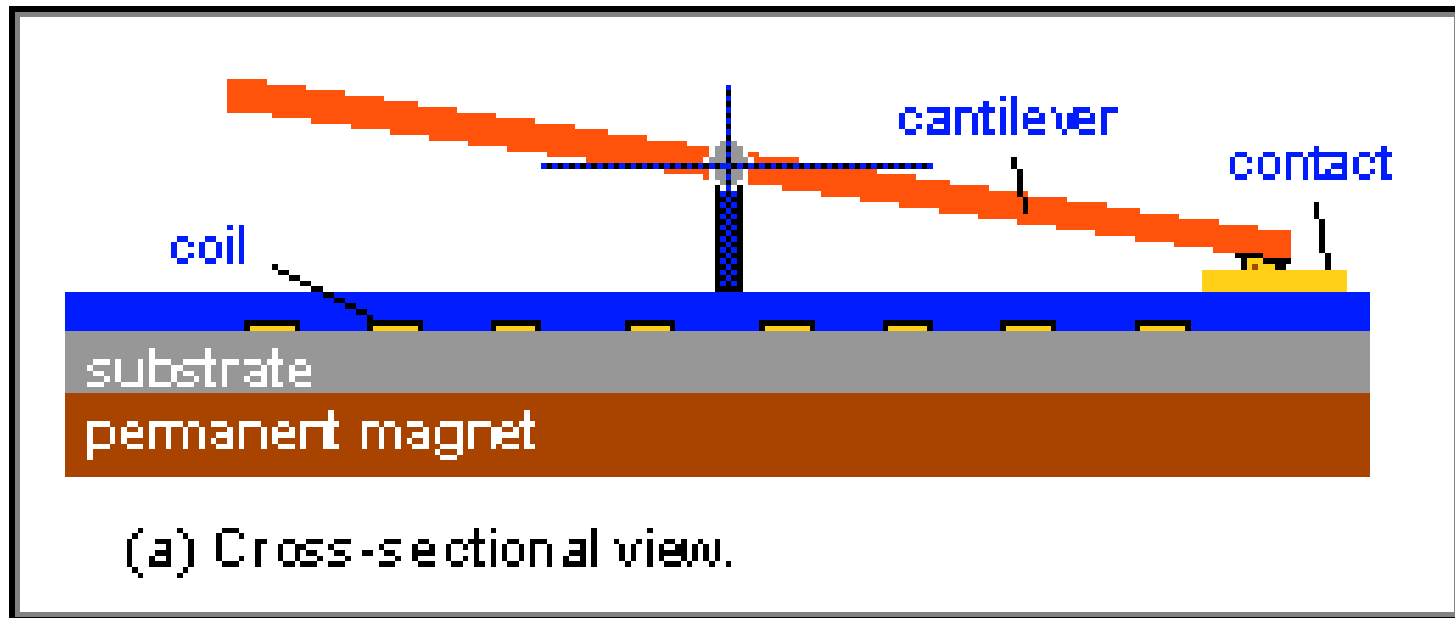 cantilever
contact
coil
substrate
permanent magnet
(a) Cross-sectional view.